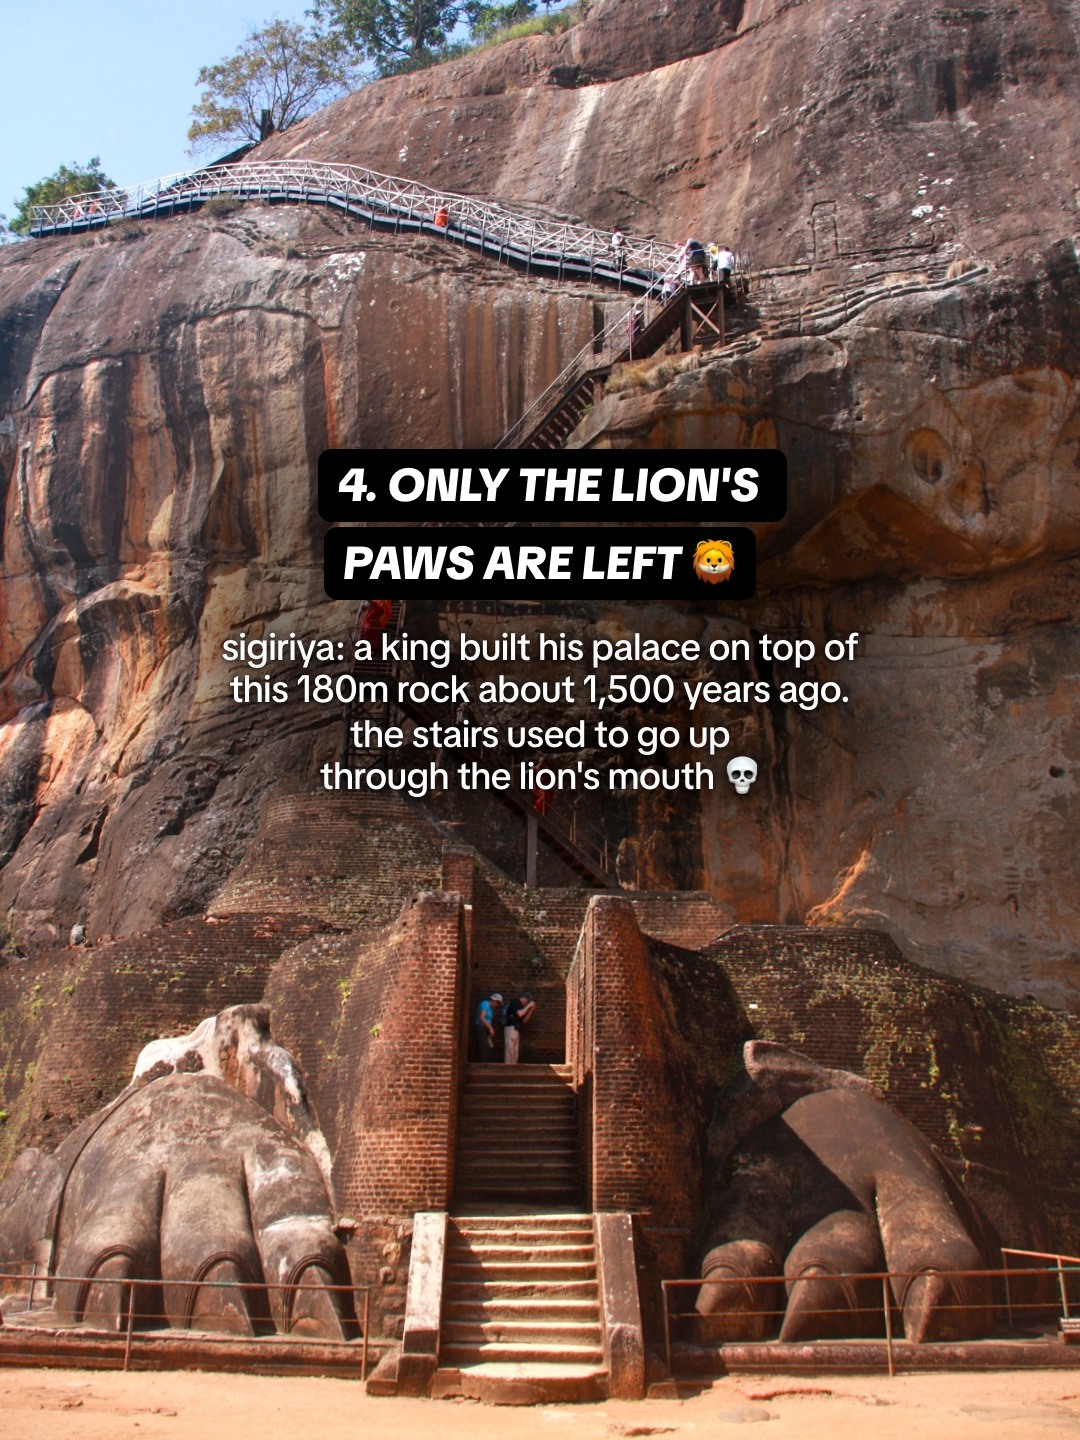 4. ONLY THE LION'S
PAWS ARE LEFT 🦁
sigiriya: a king built his palace on top of
this 180m rock about 1,500 years ago.
the stairs used to go up
through the lion's mouth 💀